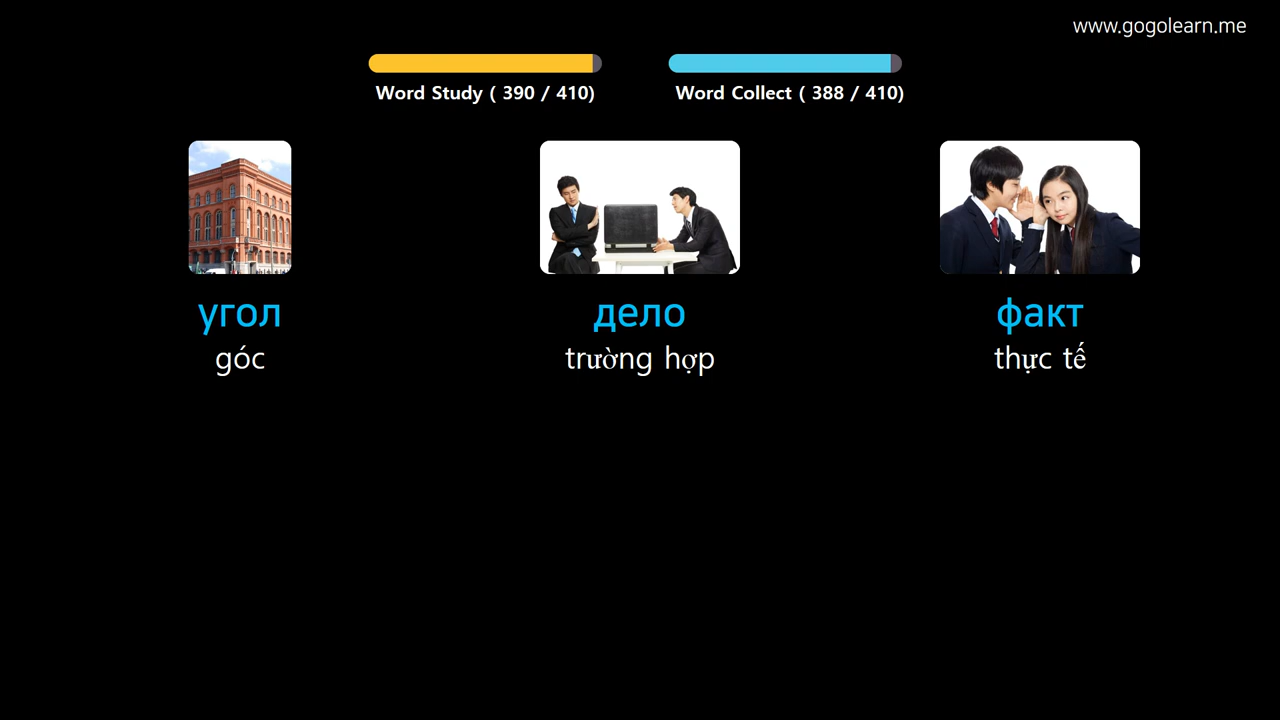 www.gogolearn.me
Word Study ( 390 / 410)
Word Collect ( 388 / 410)
угол
дело
факт
góc
trường hợp
thực tế